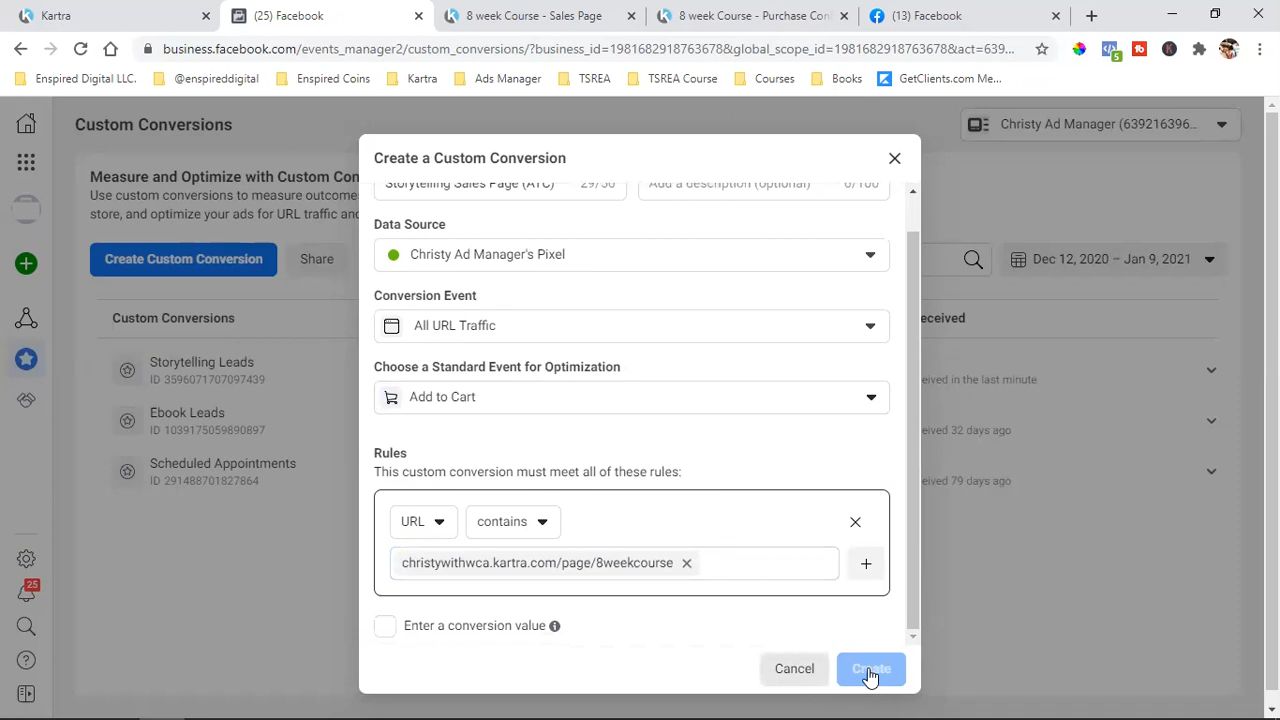 Kartra
(25) Facebook
8 week Course - Sales Page
8 week Course - Purchase Con
(13) Facebook
business.facebook.com/events_manager2/custom_conversions/?business_id=198168291876367&global_scope_id=198168291876367&act=639...
5
Enspired Digital LLC.
@enspireddigital
Enspired Coins
Kartra
Ads Manager
TSREA
TSREA Course
Courses
Books
GetClients.com Me...
Custom Conversions
Christy Ad Manager (639216396...
Measure and Optimize with Custom Con
Use custom conversions to measure outcome
store, and optimize your ads for URL traffic and
Create Custom Conversion
Share
Dec 12, 2020 – Jan 9, 2021
Custom Conversions
eceived
Storytelling Leads
ID 3596071707097439
ceived in the last minute
Ebook Leads
ID 1039175059890897
ceived 32 days ago
Scheduled Appointments
ID 291488701827864
ceived 79 days ago
25
Create a Custom Conversion
Storytelling Sales Page (ATC)
29/50
Add a description (optional)
0/100
Data Source
Christy Ad Manager's Pixel
Conversion Event
All URL Traffic
Choose a Standard Event for Optimization
Add to Cart
Rules
This custom conversion must meet all of these rules:
URL
contains
christywithwca.kartra.com/page/8weekcourse
Enter a conversion value
Cancel
Create